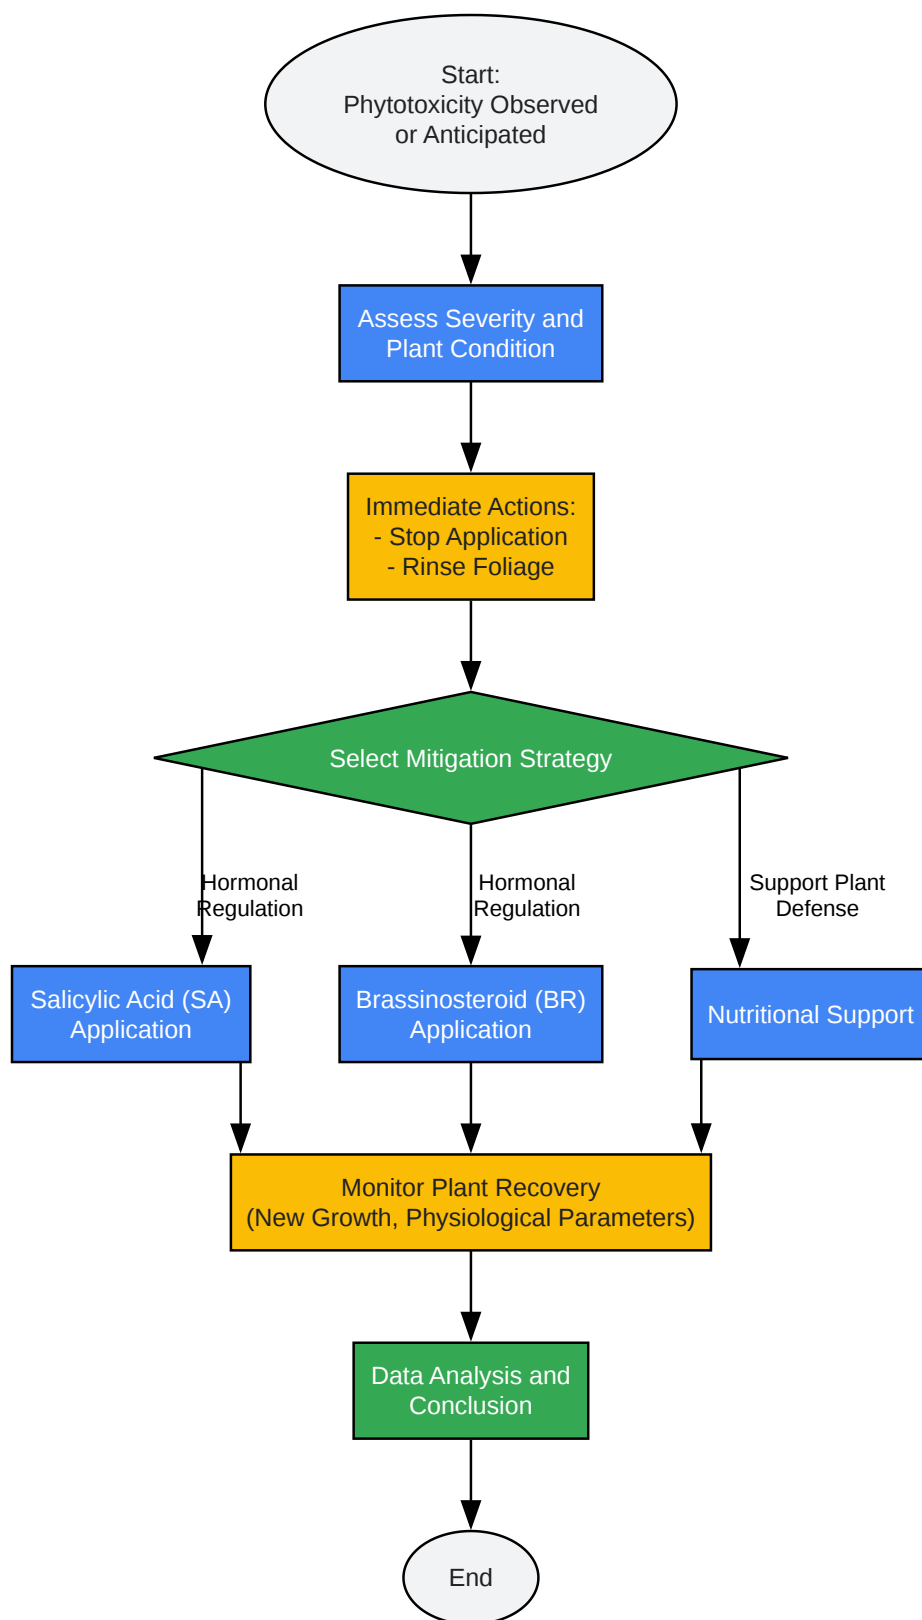 Start:
Phytotoxicity Observed
or Anticipated
Assess Severity and
Plant Condition
Immediate Actions:
- Stop Application
- Rinse Foliage
Select Mitigation Strategy
Hormonal
Regulation
Hormonal
Regulation
Support Plant
Defense
Salicylic Acid (SA)
Application
Brassinosteroid (BR)
Application
Nutritional Support
Monitor Plant Recovery
(New Growth, Physiological Parameters)
Data Analysis and
Conclusion
End